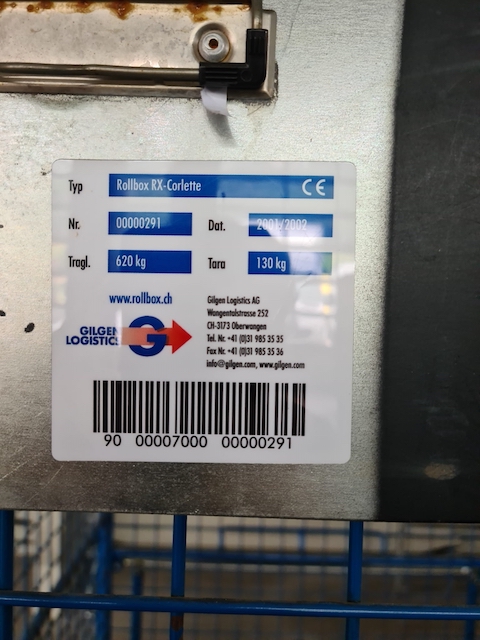 Typ Rollbox RX-Corlette CE
Nr. 00000291 Dat. 2001/2002
Tragl. 620 kg Tara 130 kg
www.rollbox.ch
GILGEN
LOGISTICS
G
Gilgen Logistics AG
Wangentalstrasse 252
CH-3173 Oberwangen
Tel. Nr. +41 (0)31 985 35 35
Fax Nr. +41 (0)31 985 35 36
info@gilgen.com, www.gilgen.com
90 00007000 00000291